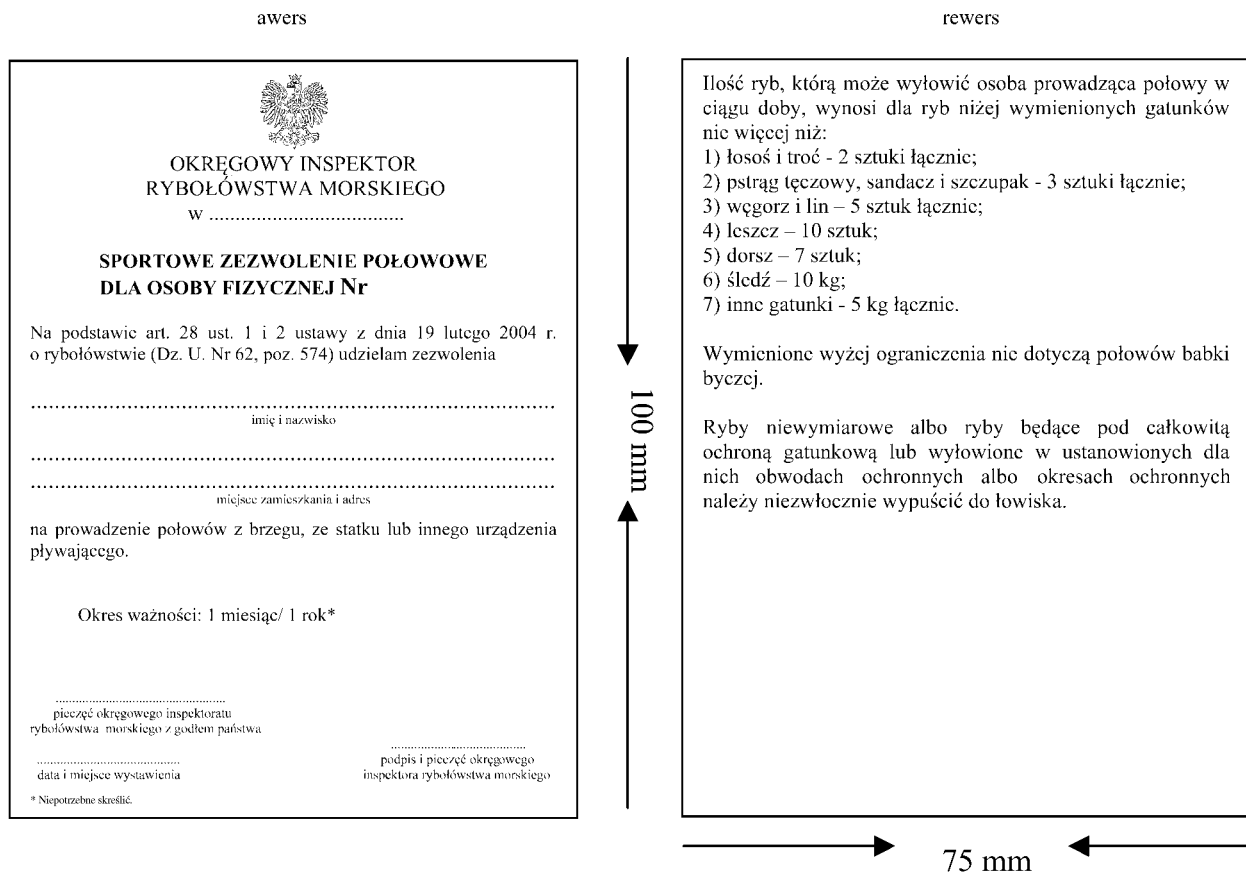 awers
OKRĘGOWY INSPEKTOR
RYBOŁÓWSTWA MORSKIEGO
w .....................................
SPORTOWE ZEZWOLENIE POŁOWOWE
DLA OSOBY FIZYCZNEJ Nr
Na podstawie art. 28 ust. 1 i 2 ustawy z dnia 19 lutego 2004 r.
o rybołówstwie (Dz. U. Nr 62, poz. 574) udzielam zezwolenia
......................................................................................
imię i nazwisko
......................................................................................
......................................................................................
miejsce zamieszkania i adres
na prowadzenie połowów z brzegu, ze statku lub innego urządzenia
pływającego.
Okres ważności: 1 miesiąc/ 1 rok*
....................................................
pieczęć okręgowego inspektoratu
rybołówstwa morskiego z godłem państwa
............................................
data i miejsce wystawienia
.........................................
podpis i pieczęć okręgowego
inspektora rybołówstwa morskiego
* Niepotrzebne skreślić.
100 mm
rewers
Ilość ryb, którą może wyłowić osoba prowadząca połowy w
ciągu doby, wynosi dla ryb niżej wymienionych gatunków
nie więcej niż:
1) łosoś i troć - 2 sztuki łącznie;
2) pstrąg tęczowy, sandacz i szczupak - 3 sztuki łącznie;
3) węgorz i lin – 5 sztuk łącznie;
4) leszcz – 10 sztuk;
5) dorsz – 7 sztuk;
6) śledź – 10 kg;
7) inne gatunki - 5 kg łącznie.
Wymienione wyżej ograniczenia nie dotyczą połowów babki
byczej.
Ryby niewymiarowe albo ryby będące pod całkowitą
ochroną gatunkową lub wyłowione w ustanowionych dla
nich obwodach ochronnych albo okresach ochronnych
należy niezwłocznie wypuścić do łowiska.
75 mm